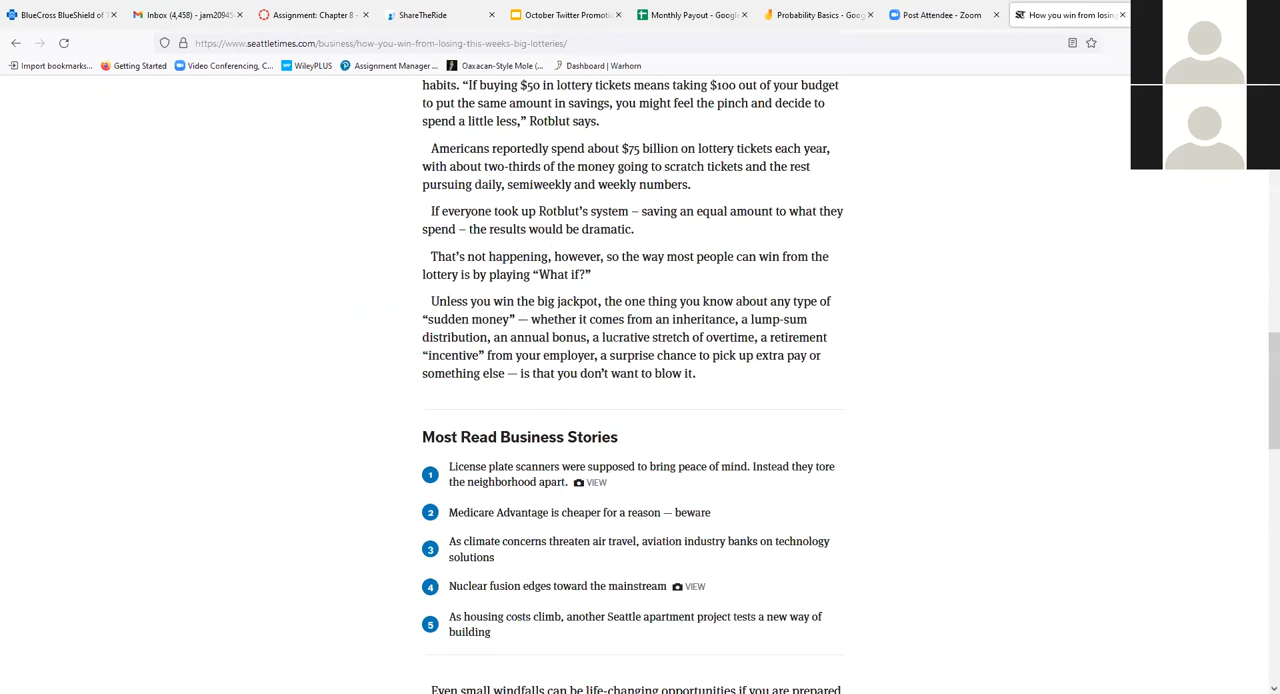 BlueCross BlueShield of T
Inbox (4,458) - jam20945
Assignment: Chapter 8 -
ShareTheRide
October Twitter Promoti
Monthly Payout - Google
Probability Basics - Goog
Post Attendee - Zoom
How you win from losing
https://www.seattletimes.com/business/how-you-win-from-losing-this-weeks-big-lotteries/
Import bookmarks...
Getting Started
Video Conferencing, C...
WileyPLUS
Assignment Manager ...
Oaxacan-Style Mole (...
Dashboard | Warhorn
habits. “If buying $50 in lottery tickets means taking $100 out of your budget
to put the same amount in savings, you might feel the pinch and decide to
spend a little less,” Rotblut says.
Americans reportedly spend about $75 billion on lottery tickets each year,
with about two-thirds of the money going to scratch tickets and the rest
pursuing daily, semiweekly and weekly numbers.
If everyone took up Rotblut’s system – saving an equal amount to what they
spend – the results would be dramatic.
That’s not happening, however, so the way most people can win from the
lottery is by playing “What if?”
Unless you win the big jackpot, the one thing you know about any type of
“sudden money” — whether it comes from an inheritance, a lump-sum
distribution, an annual bonus, a lucrative stretch of overtime, a retirement
“incentive” from your employer, a surprise chance to pick up extra pay or
something else — is that you don’t want to blow it.
Most Read Business Stories
1 License plate scanners were supposed to bring peace of mind. Instead they tore
the neighborhood apart. VIEW
2 Medicare Advantage is cheaper for a reason — beware
3 As climate concerns threaten air travel, aviation industry banks on technology
solutions
4 Nuclear fusion edges toward the mainstream VIEW
5 As housing costs climb, another Seattle apartment project tests a new way of
building
Even small windfalls can be life-changing opportunities if you are prepared